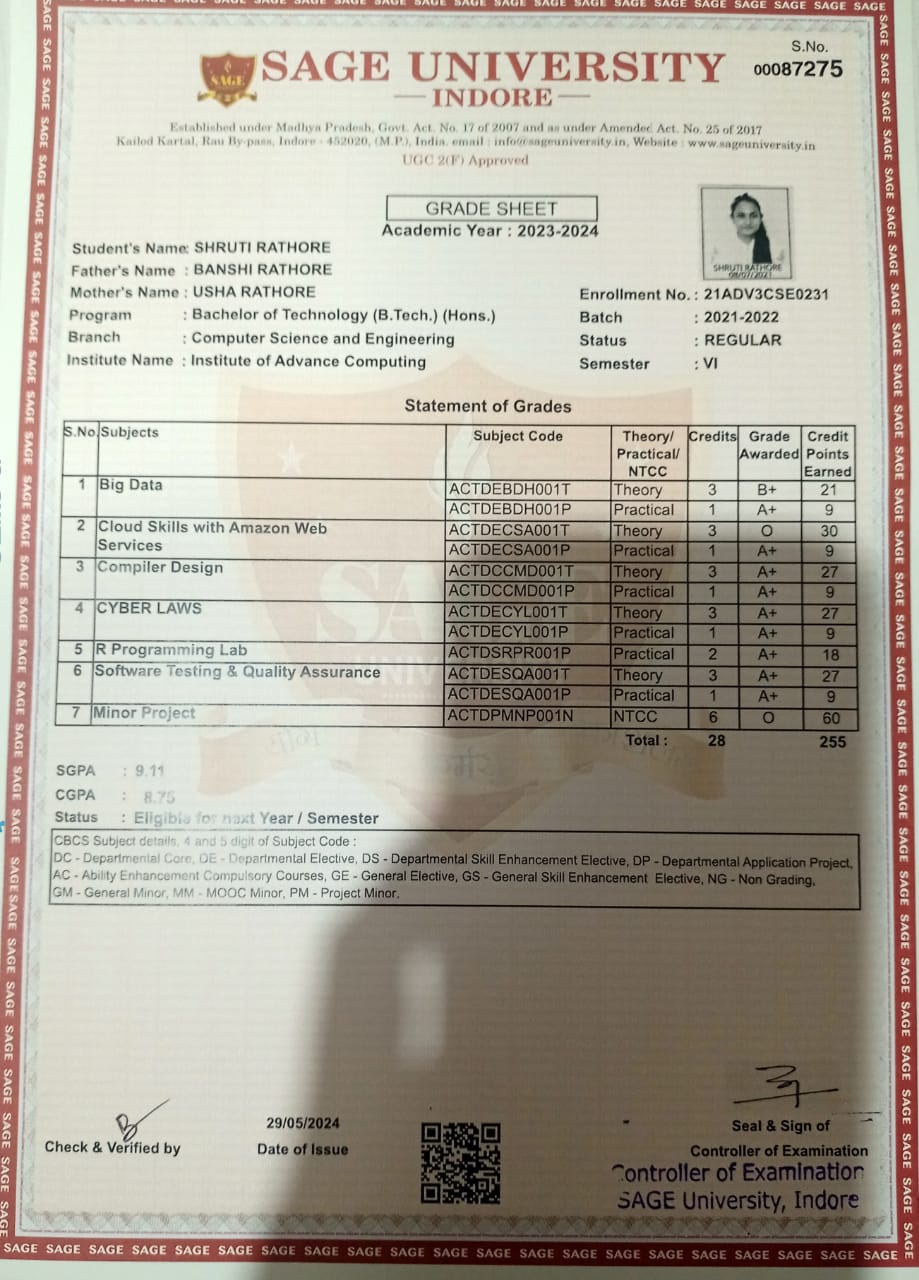 S.No.
00087275
SAGE
SAGE UNIVERSITY
INDORE
Established under Madhya Pradesh, Govt. Act. No. 17 of 2007 and as under Amended Act. No. 25 of 2017
Kailod Kartal, Rau By-pass, Indore - 452020, (M.P.), India. email : info@sageuniversity.in, Website : www.sageuniversity.in
UGC 2(F) Approved
GRADE SHEET
Academic Year : 2023-2024
SHRUTI RATHORE
08/07/2021
Student's Name: SHRUTI RATHORE
Father's Name : BANSHI RATHORE
Mother's Name : USHA RATHORE
Enrollment No. : 21ADV3CSE0231
Program : Bachelor of Technology (B.Tech.) (Hons.)
Batch : 2021-2022
Branch : Computer Science and Engineering
Status : REGULAR
Institute Name : Institute of Advance Computing
Semester : VI
Statement of Grades
S.No. Subjects Subject Code Theory/ Practical/ NTCC Credits Grade Awarded Credit Points Earned
1 Big Data ACTDEBDH001T Theory 3 B+ 21
ACTDEBDH001P Practical 1 A+ 9
2 Cloud Skills with Amazon Web Services ACTDECSA001T Theory 3 O 30
ACTDECSA001P Practical 1 A+ 9
3 Compiler Design ACTDCCMD001T Theory 3 A+ 27
ACTDCCMD001P Practical 1 A+ 9
4 CYBER LAWS ACTDECYL001T Theory 3 A+ 27
ACTDECYL001P Practical 1 A+ 9
5 R Programming Lab ACTDSRPR001P Practical 2 A+ 18
6 Software Testing & Quality Assurance ACTDESQA001T Theory 3 A+ 27
ACTDESQA001P Practical 1 A+ 9
7 Minor Project ACTDPMNP001N NTCC 6 O 60
Total : 28 255
SGPA : 9.11
CGPA : 8.75
Status : Eligible for next Year / Semester
CBCS Subject details, 4 and 5 digit of Subject Code :
DC - Departmental Core, DE - Departmental Elective, DS - Departmental Skill Enhancement Elective, DP - Departmental Application Project,
AC - Ability Enhancement Compulsory Courses, GE - General Elective, GS - General Skill Enhancement Elective, NG - Non Grading,
GM - General Minor, MM - MOOC Minor, PM - Project Minor.
29/05/2024
Check & Verified by
Date of Issue
Seal & Sign of
Controller of Examination
Controller of Examination
SAGE University, Indore
SAGE SAGE SAGE SAGE SAGE SAGE SAGE SAGE SAGE SAGE SAGE SAGE SAGE SAGE SAGE SAGE SAGE SAGE SAGE SAGE SAGE